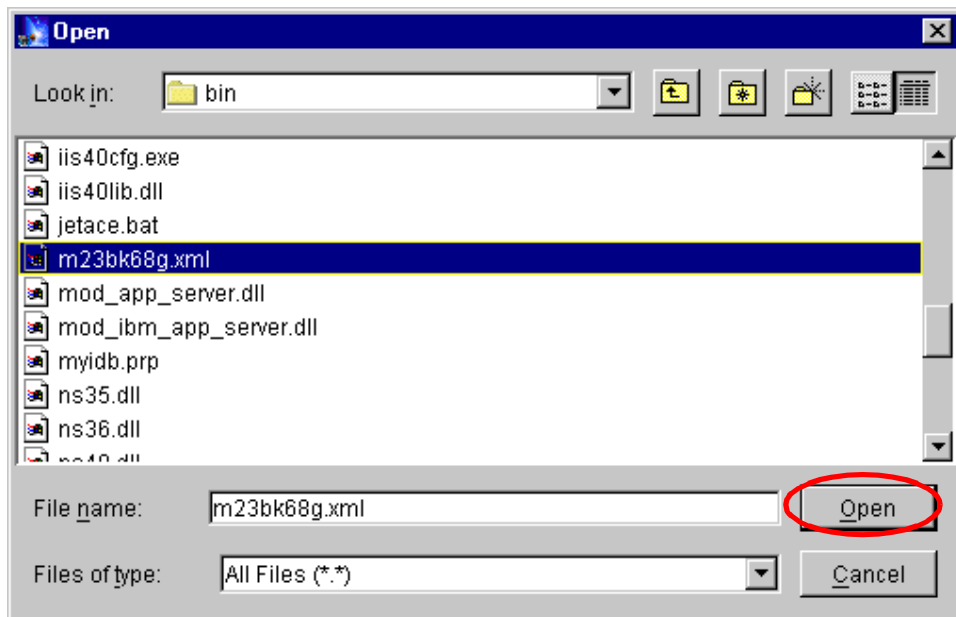 Open
Look in: bin
iis40cfg.exe
iis40lib.dll
jetace.bat
m23bk68g.xml
mod_app_server.dll
mod_ibm_app_server.dll
myidb.prp
ns35.dll
ns36.dll
File name: m23bk68g.xml Open
Files of type: All Files (*.*) Cancel